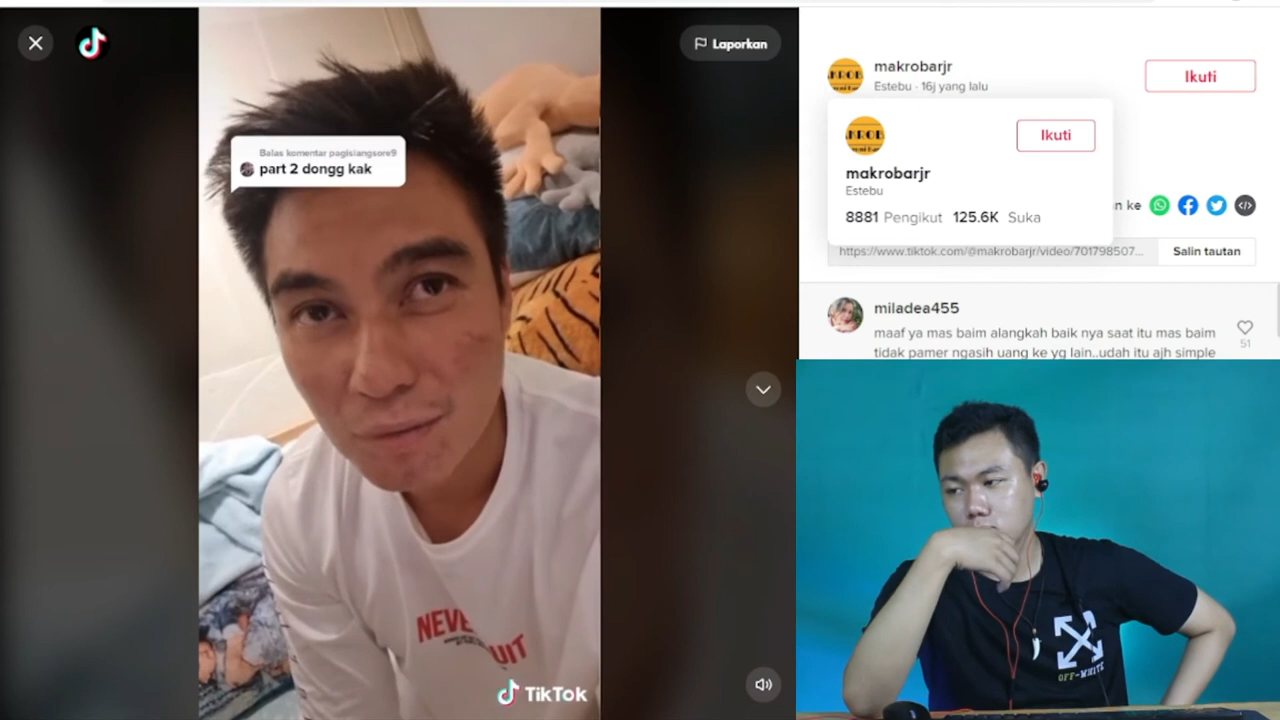 Laporkan
Balas komentar pagisiangsore9
part 2 dongg kak
NEVER
UIT
TikTok
makrobarjr
Estebu · 16j yang lalu
Ikuti
KROB
makrobarjr
Estebu
Ikuti
8881 Pengikut 125.6K Suka
n ke
https://www.tiktok.com/@makrobarjr/video/701798507...
Salin tautan
miladea455
maaf ya mas baim alangkah baik nya saat itu mas baim
tidak pamer ngasih uang ke yg lain..udah itu ajh simple
51
OFF-WHITE